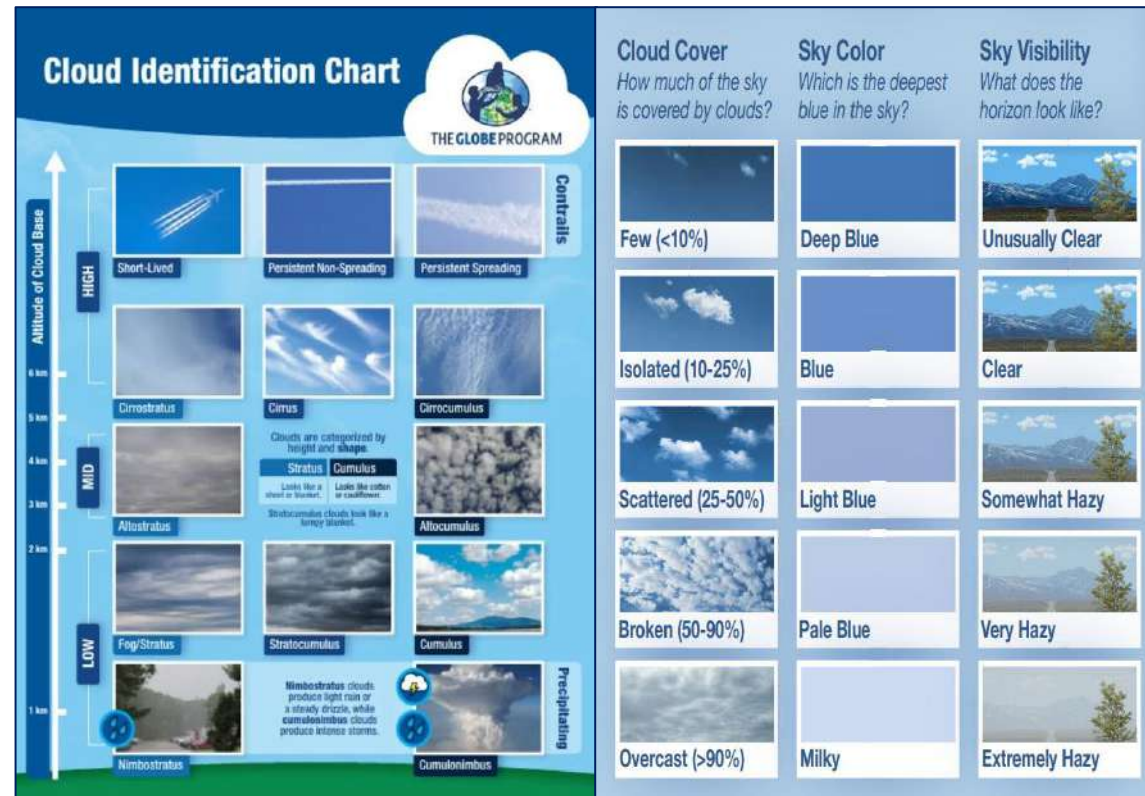 Cloud Identification Chart
THE GLOBE PROGRAM
Altitude of Cloud Base
HIGH
Contrails
Short-Lived
Persistent Non-Spreading
Persistent Spreading
6 km
Cirrostratus
Cirrus
Cirrocumulus
5 km
Clouds are categorized by
height and shape.
Stratus
Cumulus
Looks like a
sheet or blanket.
Looks like cotton
or cauliflower.
Stratocumulus clouds look like a
lumpy blanket.
4 km
MID
3 km
Altostratus
Altocumulus
2 km
LOW
Fog/Stratus
Stratocumulus
Cumulus
Nimbostratus clouds
produce light rain or
a steady drizzle, while
cumulonimbus clouds
produce intense storms.
Precipitating
1 km
Nimbostratus
Cumulonimbus
Cloud Cover
How much of the sky
is covered by clouds?
Few (<10%)
Isolated (10-25%)
Scattered (25-50%)
Broken (50-90%)
Overcast (>90%)
Sky Color
Which is the deepest
blue in the sky?
Deep Blue
Blue
Light Blue
Pale Blue
Milky
Sky Visibility
What does the
horizon look like?
Unusually Clear
Clear
Somewhat Hazy
Very Hazy
Extremely Hazy